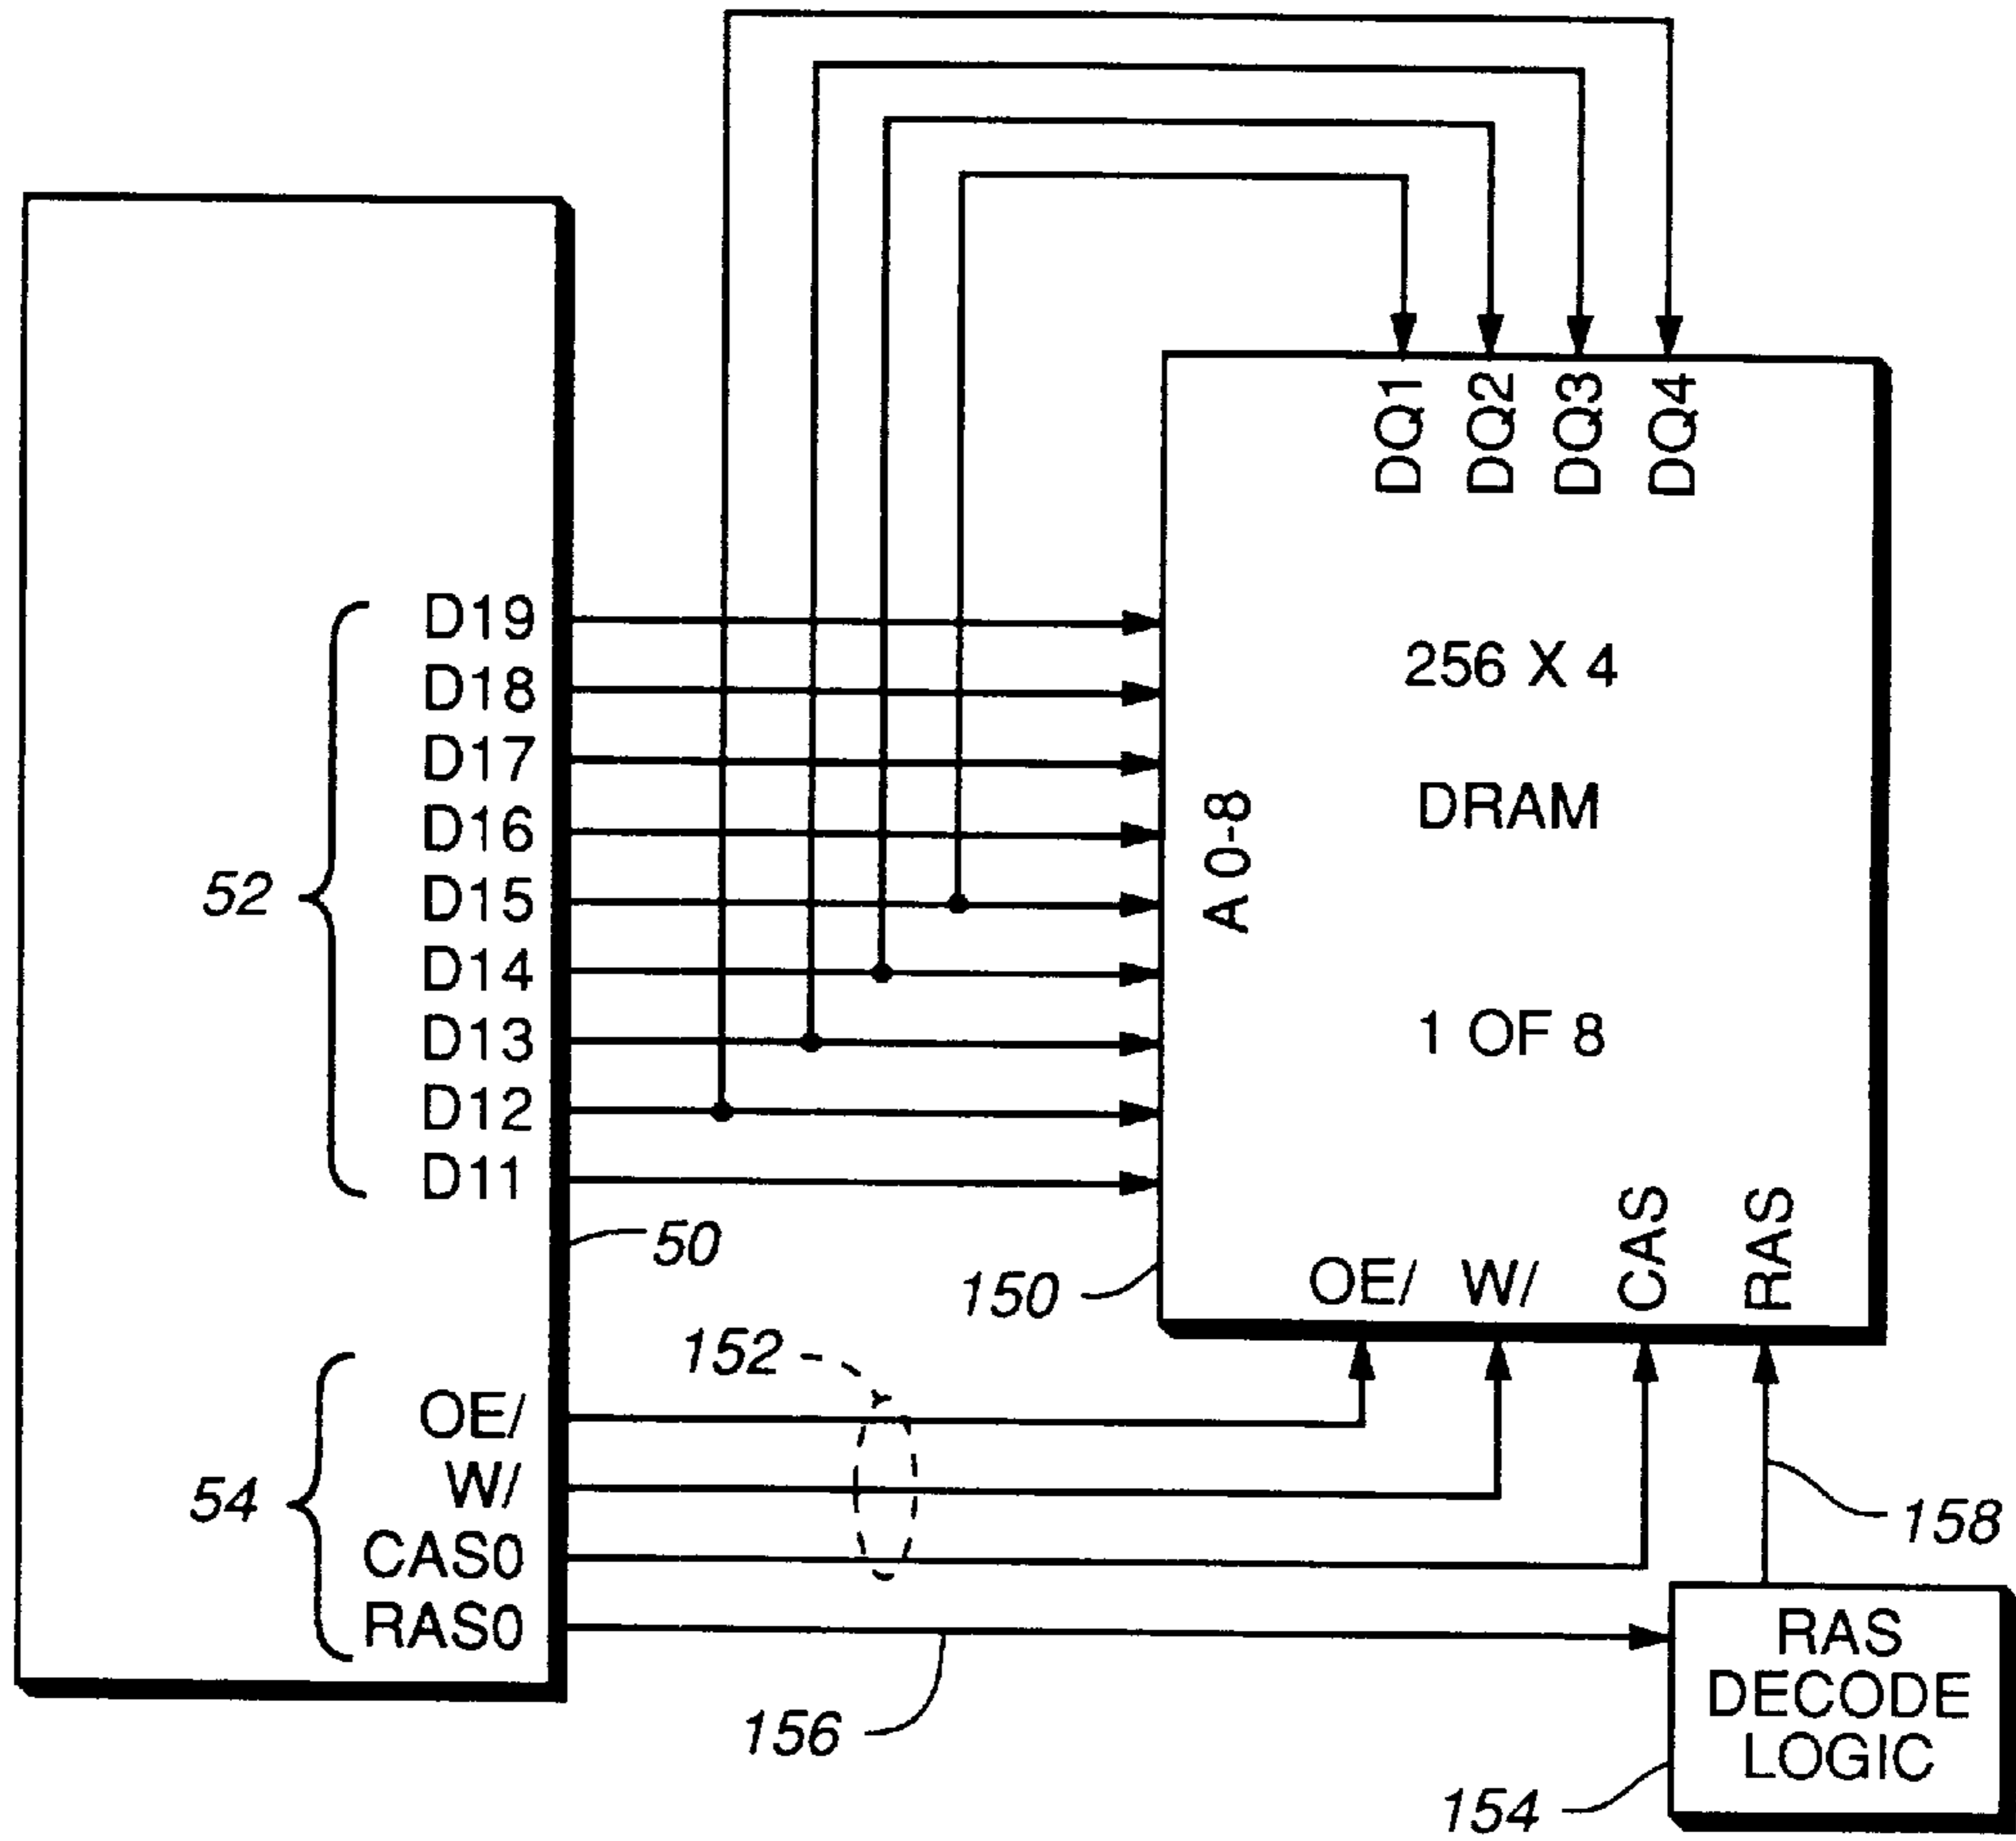 DQ1
DQ2
DQ3
DQ4
D19
D18
D17
D16
D15
D14
D13
D12
D11
52
256 X 4
DRAM
1 OF 8
A 0-8
50
150
OE/
W/
CAS
RAS
152
OE/
W/
CAS0
RAS0
54
158
156
RAS
DECODE
LOGIC
154